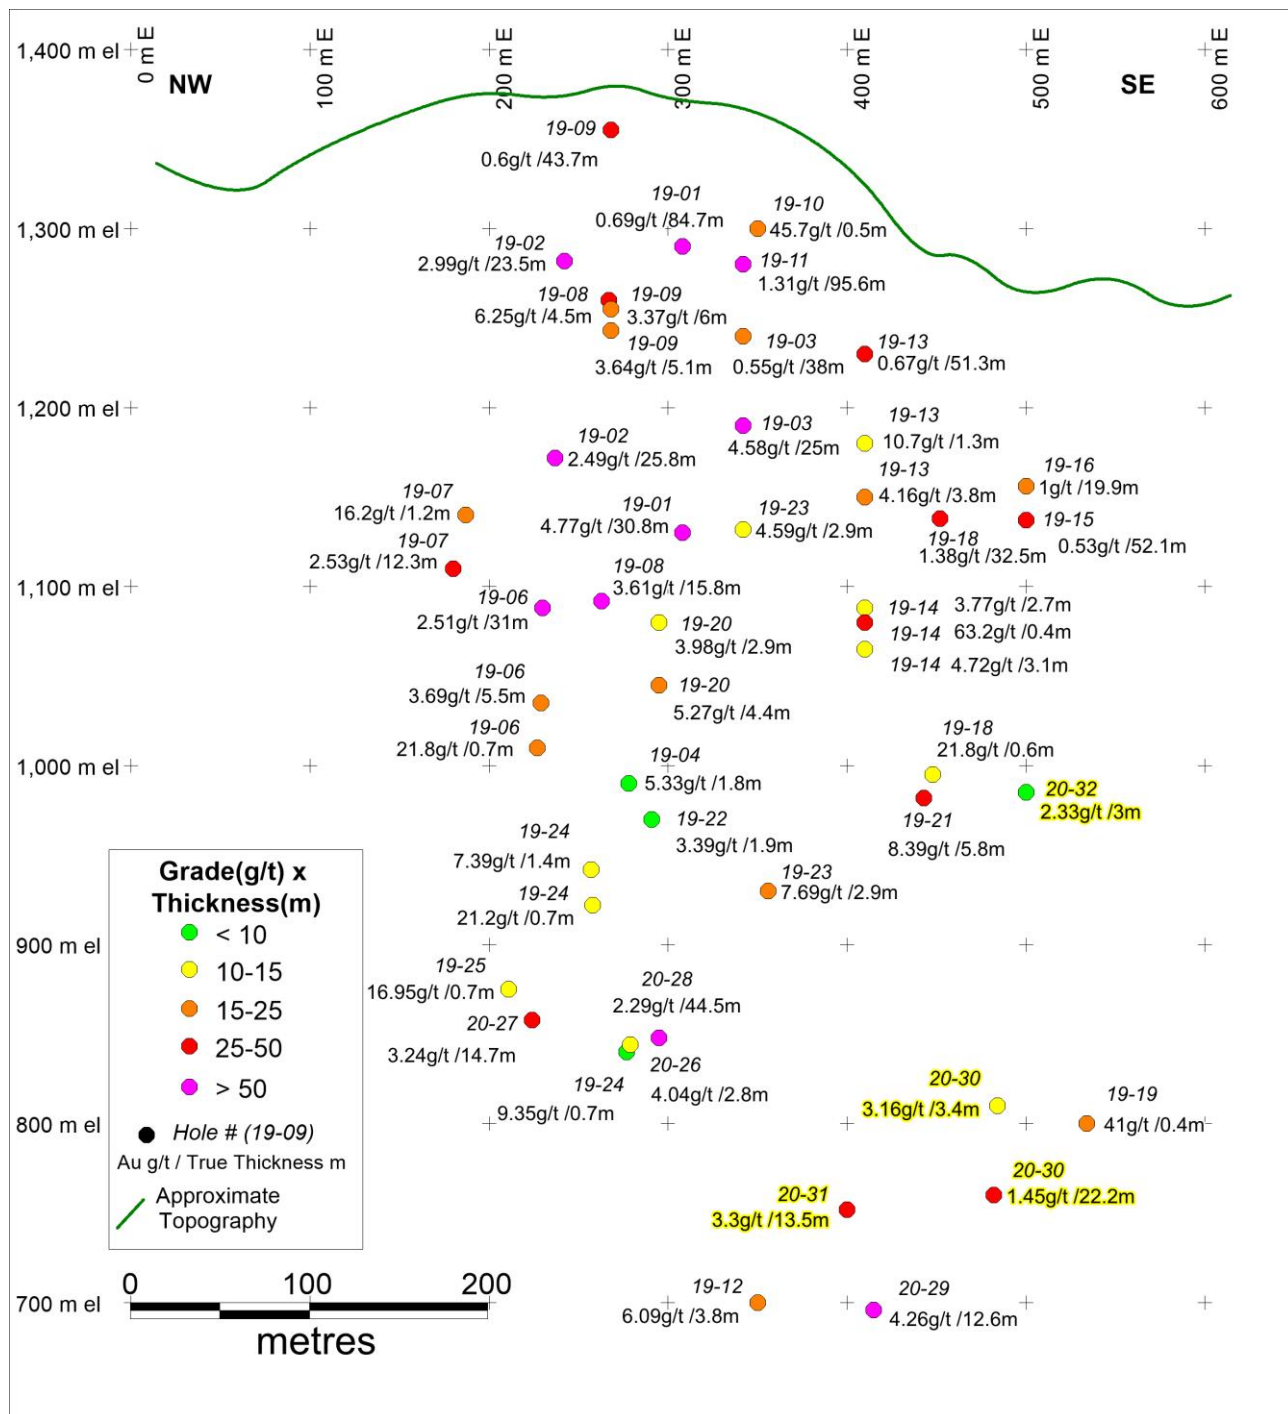 0 m E
100 m E
200 m E
300 m E
400 m E
500 m E
600 m E
1,400 m el
NW
SE
19-09
0.6g/t /43.7m
19-01
0.69g/t /84.7m
19-10
45.7g/t /0.5m
1,300 m el
19-02
2.99g/t /23.5m
19-11
1.31g/t /95.6m
19-08
6.25g/t /4.5m
19-09
3.37g/t /6m
19-09
3.64g/t /5.1m
19-03
0.55g/t /38m
19-13
0.67g/t /51.3m
1,200 m el
19-02
2.49g/t /25.8m
19-03
4.58g/t /25m
19-13
10.7g/t /1.3m
19-13
4.16g/t /3.8m
19-16
1g/t /19.9m
19-07
16.2g/t /1.2m
19-01
4.77g/t /30.8m
19-23
4.59g/t /2.9m
19-15
0.53g/t /52.1m
19-18
1.38g/t /32.5m
19-07
2.53g/t /12.3m
1,100 m el
19-08
3.61g/t /15.8m
19-06
2.51g/t /31m
19-14 3.77g/t /2.7m
19-14 63.2g/t /0.4m
19-14 4.72g/t /3.1m
19-20
3.98g/t /2.9m
19-06
3.69g/t /5.5m
19-20
5.27g/t /4.4m
19-06
21.8g/t /0.7m
19-18
21.8g/t /0.6m
1,000 m el
19-04
5.33g/t /1.8m
20-32
2.33g/t /3m
19-22
3.39g/t /1.9m
19-21
8.39g/t /5.8m
19-24
7.39g/t /1.4m
19-23
7.69g/t /2.9m
19-24
21.2g/t /0.7m
900 m el
19-25
16.95g/t /0.7m
20-28
2.29g/t /44.5m
20-27
3.24g/t /14.7m
20-26
4.04g/t /2.8m
19-24
9.35g/t /0.7m
20-30
3.16g/t /3.4m
19-19
41g/t /0.4m
800 m el
20-30
1.45g/t /22.2m
20-31
3.3g/t /13.5m
19-12
6.09g/t /3.8m
20-29
4.26g/t /12.6m
700 m el
Grade(g/t) x
Thickness(m)
< 10
10-15
15-25
25-50
> 50
Hole # (19-09)
Au g/t / True Thickness m
Approximate
Topography
0 100 200
metres